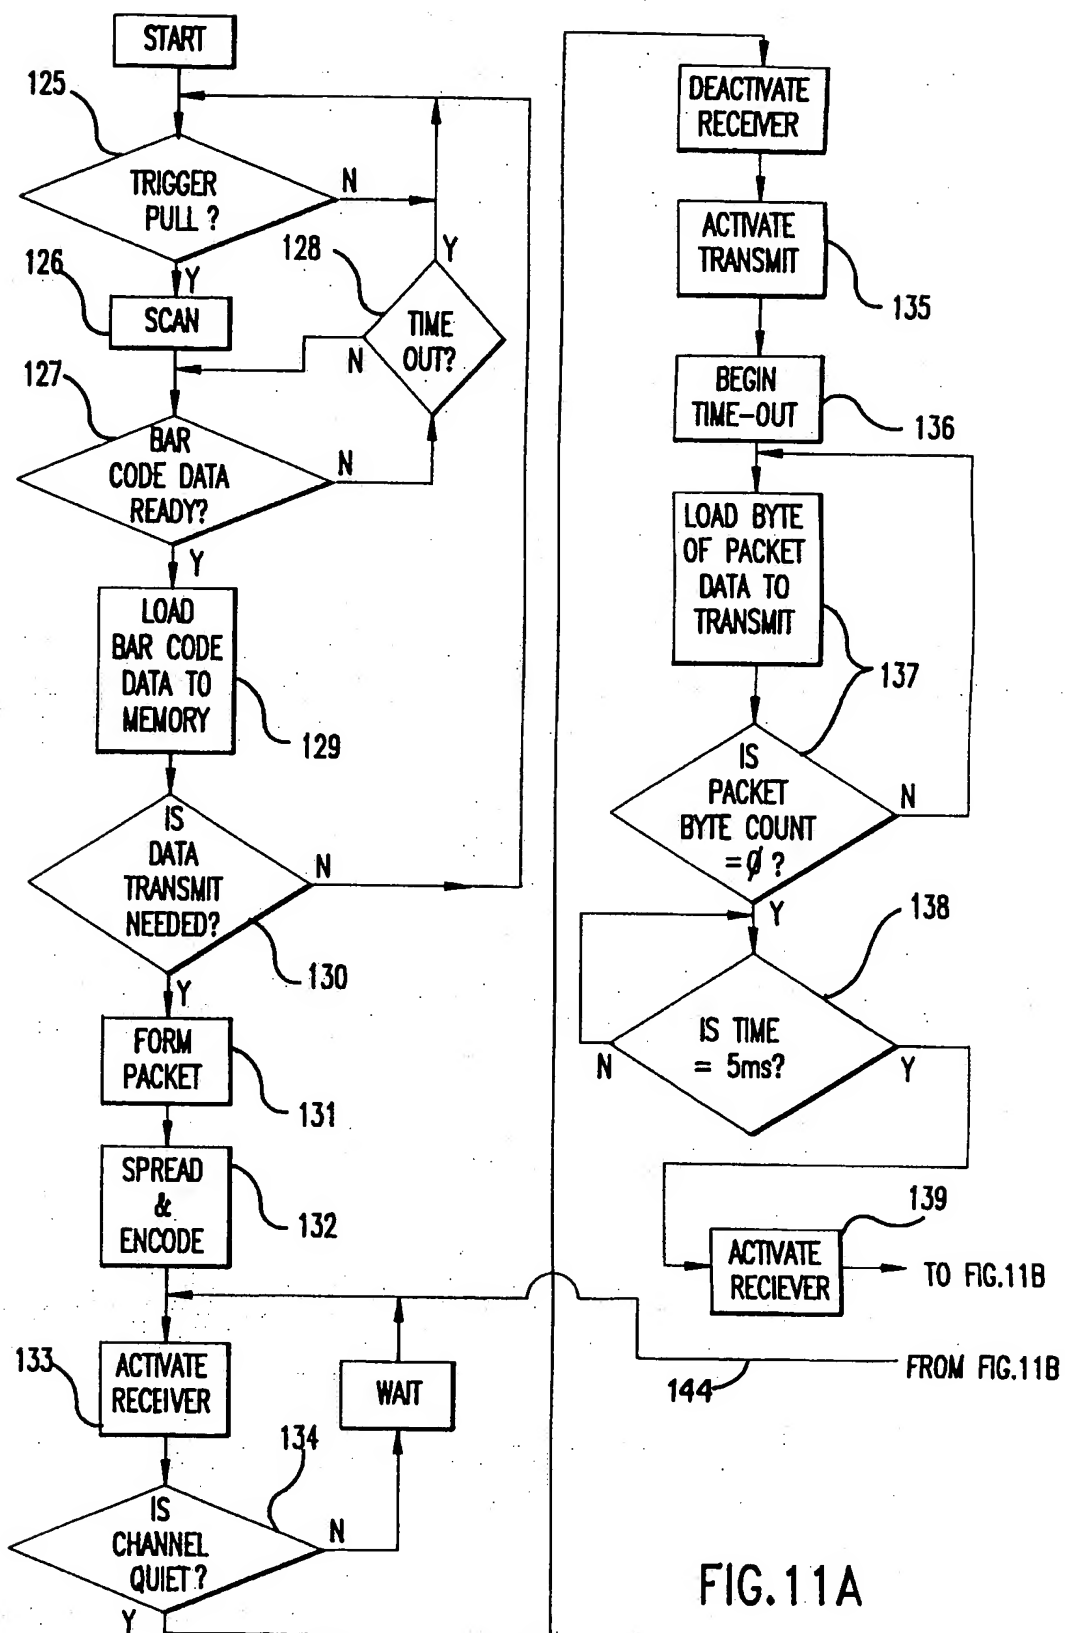 START
125
TRIGGER
PULL?
N
Y
126
SCAN
128
TIME
OUT?
Y
N
127
BAR
CODE DATA
READY?
N
Y
LOAD
BAR CODE
DATA TO
MEMORY
129
IS
DATA
TRANSMIT
NEEDED?
N
130
Y
FORM
PACKET
131
SPREAD
&
ENCODE
132
133
ACTIVATE
RECEIVER
WAIT
134
IS
CHANNEL
QUIET?
N
Y
DEACTIVATE
RECEIVER
ACTIVATE
TRANSMIT
135
BEGIN
TIME-OUT
136
LOAD BYTE
OF PACKET
DATA TO
TRANSMIT
137
IS
PACKET
BYTE COUNT
=Ø?
N
Y
138
IS TIME
= 5ms?
N
Y
139
ACTIVATE
RECIEVER
TO FIG.11B
FROM FIG.11B
144
FIG.11A